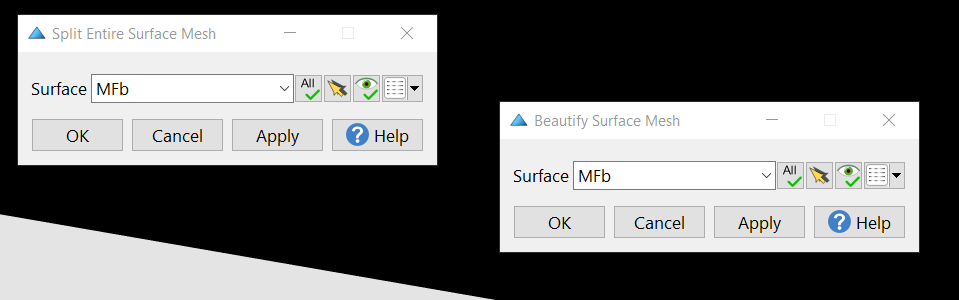 Split Entire Surface Mesh
Surface MFb All
OK Cancel Apply ? Help
Beautify Surface Mesh
Surface MFb All
OK Cancel Apply ? Help